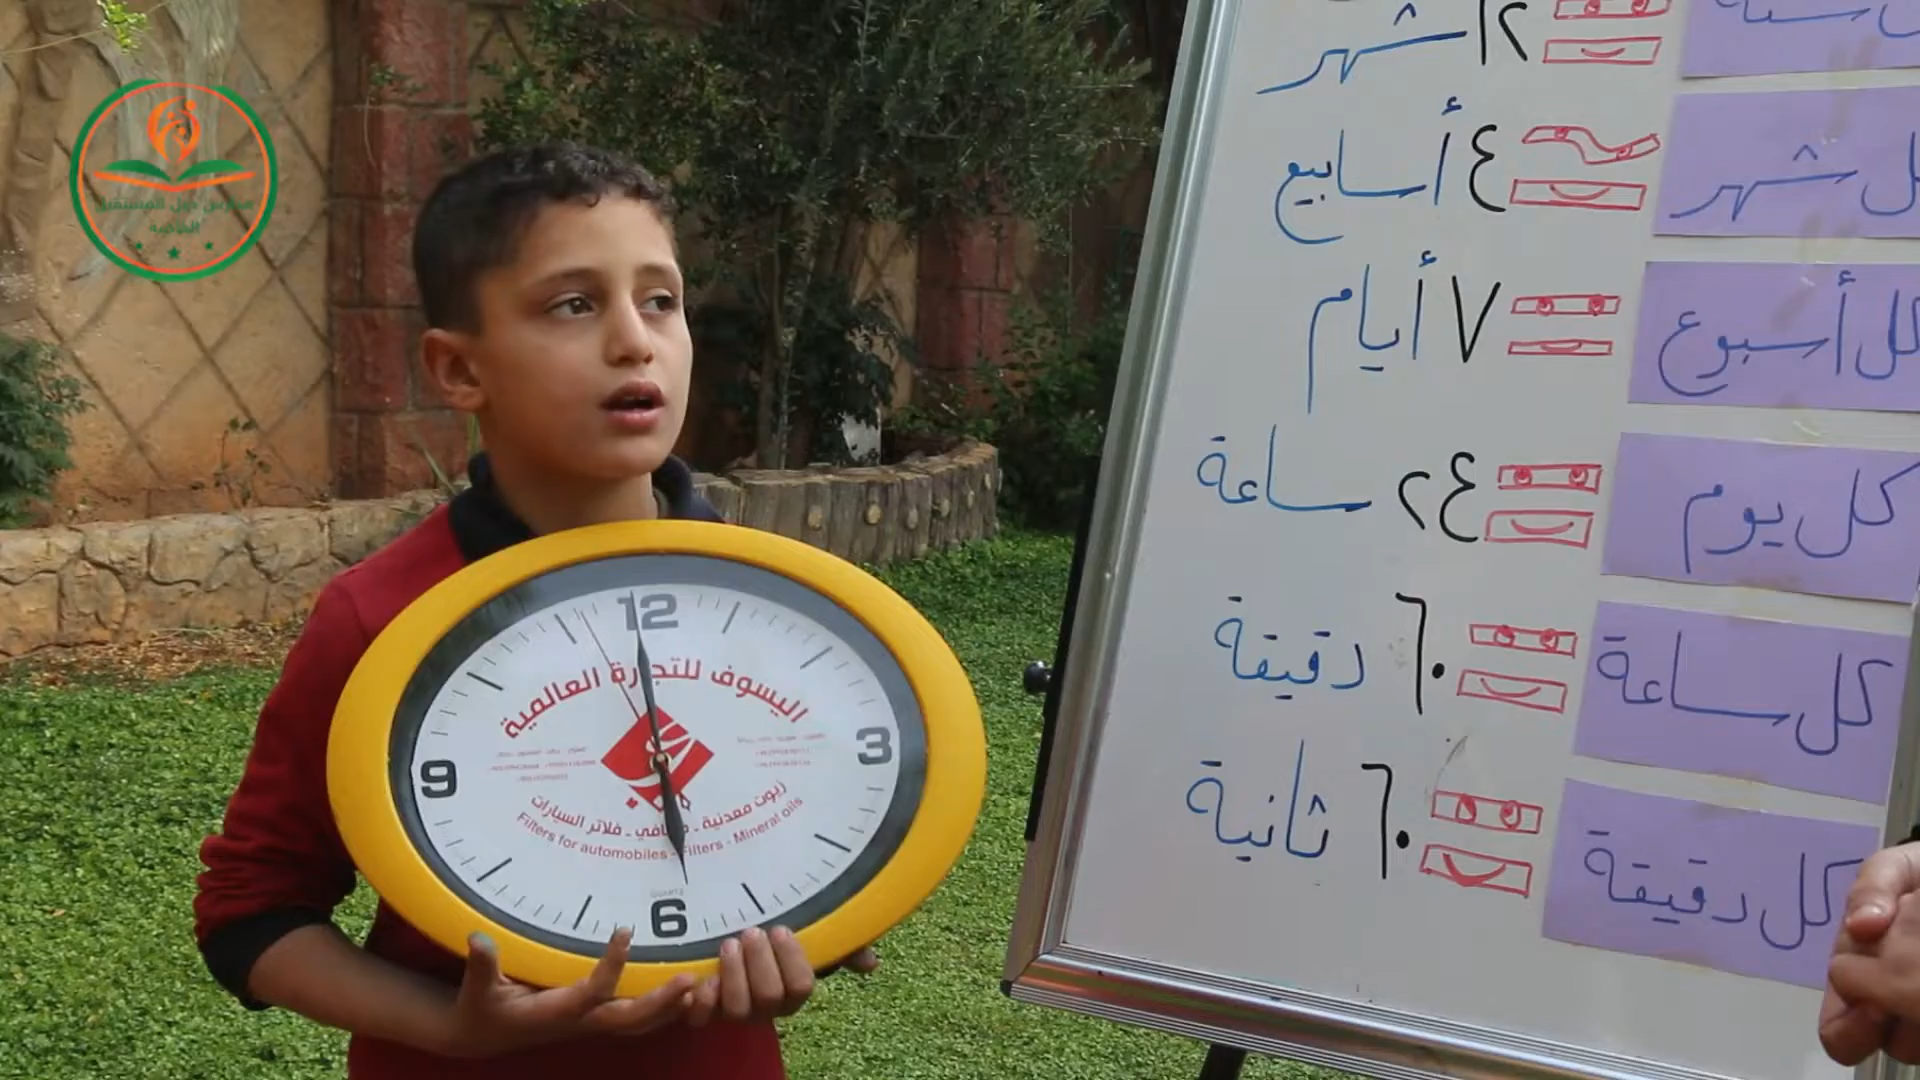 ١٢ شهر
كل شهر = ٤ أسابيع
كل أسبوع = ٧ أيام
كل يوم = ٢٤ ساعة
كل ساعة = ٦٠ دقيقة
كل دقيقة = ٦٠ ثانية
12
3
6
9
اليسوف للتجارة العالمية
زيوت معدنية ـ ـ فلاتر السيارات
Filters for automobiles - Filters - Mineral oils
QUARTZ